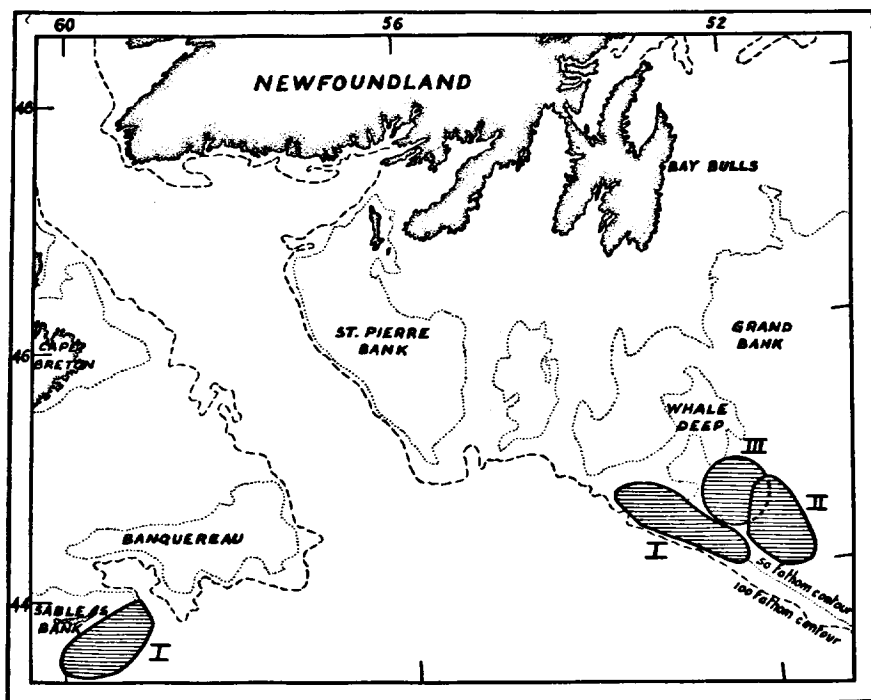 60 56 52
NEWFOUNDLAND
48
BAY BULLS
ST. PIERRE
BANK
GRAND
BANK
46
CAPE
BRETON
WHALE
DEEP
III
II
I
BANQUEREAU
50 fathom contour
100 Fathom contour
44
SABLE IS.
BANK
I